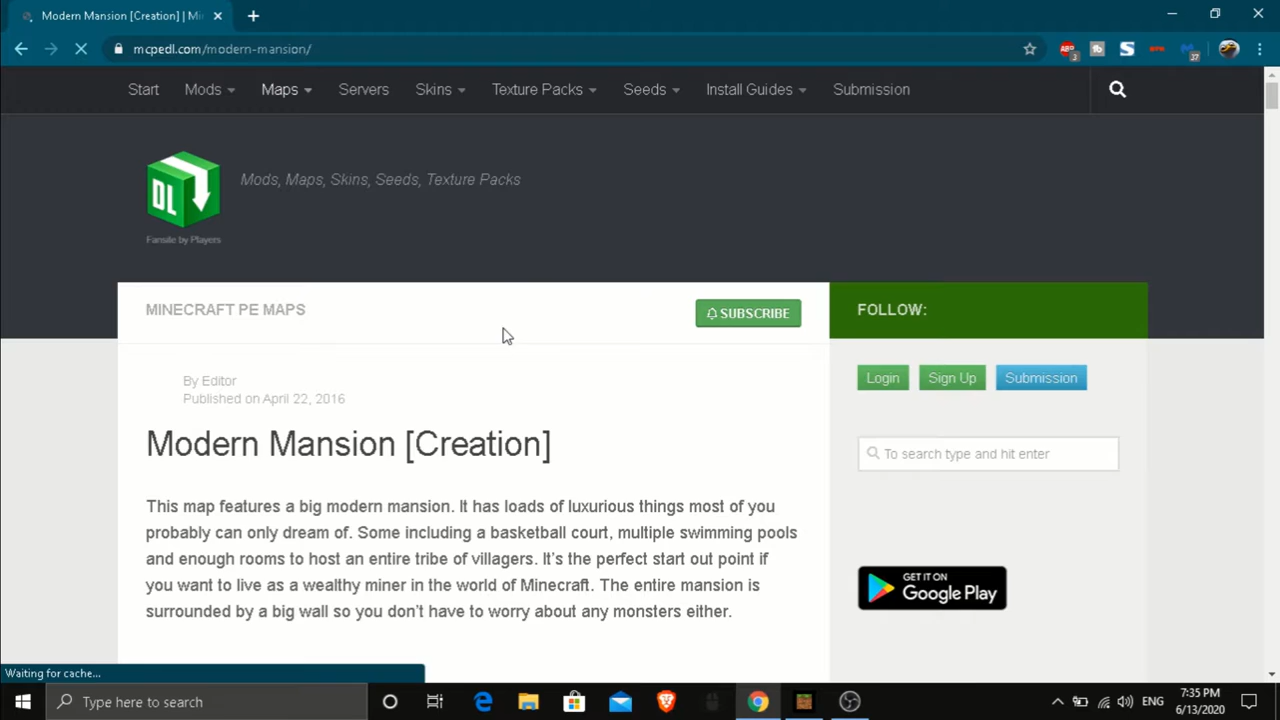 Modern Mansion [Creation] | Mi
mcpedl.com/modern-mansion/
3
37
Start Mods Maps Servers Skins Texture Packs Seeds Install Guides Submission
DL
Mods, Maps, Skins, Seeds, Texture Packs
Fansite by Players
MINECRAFT PE MAPS
SUBSCRIBE
FOLLOW:
By Editor
Published on April 22, 2016
Login Sign Up Submission
Modern Mansion [Creation]
To search type and hit enter
This map features a big modern mansion. It has loads of luxurious things most of you
probably can only dream of. Some including a basketball court, multiple swimming pools
and enough rooms to host an entire tribe of villagers. It's the perfect start out point if
you want to live as a wealthy miner in the world of Minecraft. The entire mansion is
surrounded by a big wall so you don't have to worry about any monsters either.
GET IT ON
Google Play
Waiting for cache...
Type here to search
ENG
7:35 PM
6/13/2020